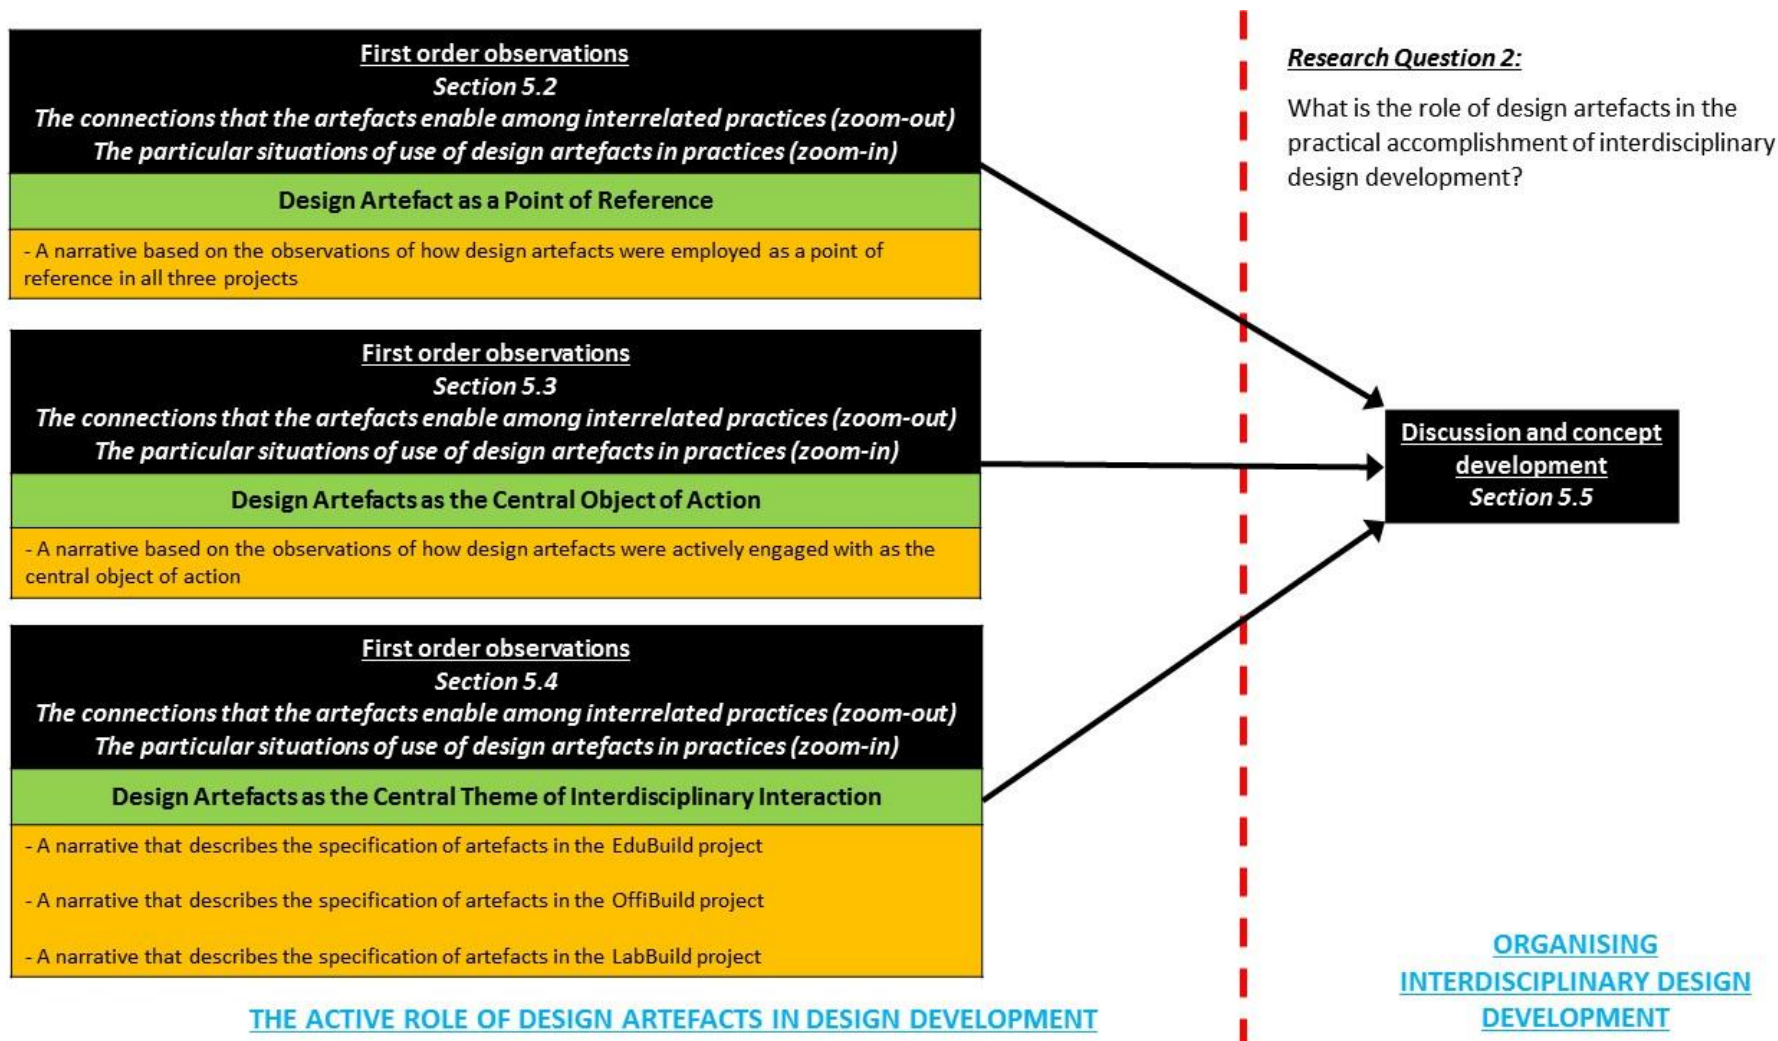 First order observations
Section 5.2
The connections that the artefacts enable among interrelated practices (zoom-out)
The particular situations of use of design artefacts in practices (zoom-in)
Design Artefact as a Point of Reference
- A narrative based on the observations of how design artefacts were employed as a point of
reference in all three projects
First order observations
Section 5.3
The connections that the artefacts enable among interrelated practices (zoom-out)
The particular situations of use of design artefacts in practices (zoom-in)
Design Artefacts as the Central Object of Action
- A narrative based on the observations of how design artefacts were actively engaged with as the
central object of action
First order observations
Section 5.4
The connections that the artefacts enable among interrelated practices (zoom-out)
The particular situations of use of design artefacts in practices (zoom-in)
Design Artefacts as the Central Theme of Interdisciplinary Interaction
- A narrative that describes the specification of artefacts in the EduBuild project
- A narrative that describes the specification of artefacts in the OffiBuild project
- A narrative that describes the specification of artefacts in the LabBuild project
THE ACTIVE ROLE OF DESIGN ARTEFACTS IN DESIGN DEVELOPMENT
Research Question 2:
What is the role of design artefacts in the
practical accomplishment of interdisciplinary
design development?
Discussion and concept
development
Section 5.5
ORGANISING
INTERDISCIPLINARY DESIGN
DEVELOPMENT